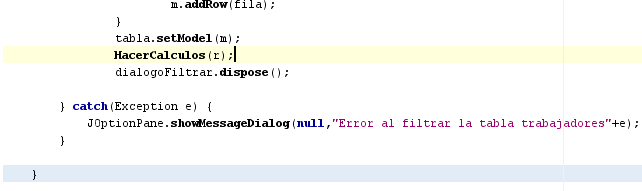 m.addRow(fila);
}
tabla.setModel(m);
HacerCalculos(r);
dialogoFiltrar.dispose();
} catch(Exception e) {
JOptionPane.showMessageDialog(null,"Error al filtrar la tabla trabajadores"+e);
}
}